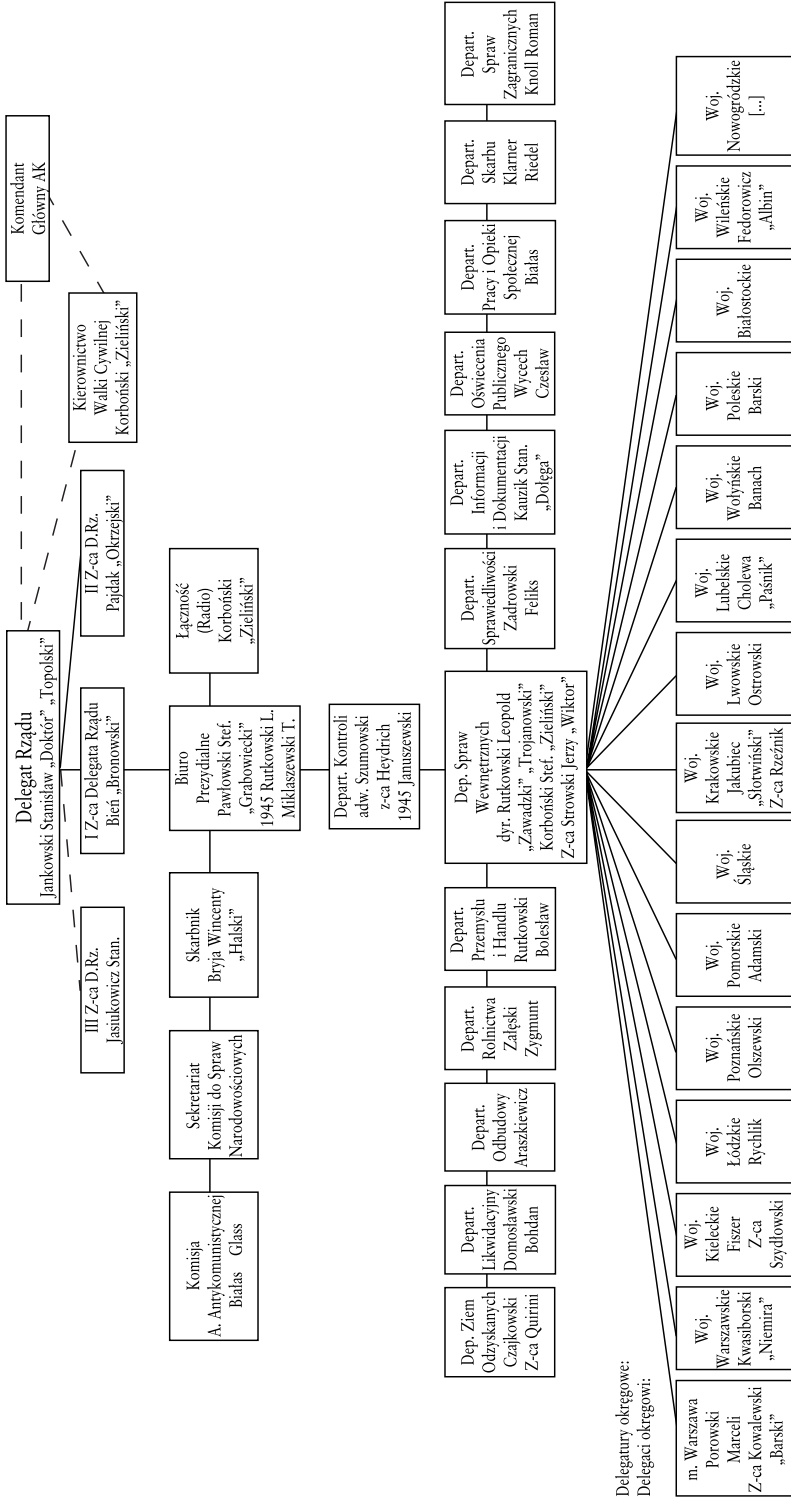 Delegat Rządu
Jankowski Stanisław „Doktór” „Topolski”
Komendant
Główny AK
III Z-ca D.Rz.
Jasiukowicz Stan.
I Z-ca Delegata Rządu
Bień „Bronowski”
II Z-ca D.Rz.
Pajdak „Okrzejski”
Kierownictwo
Walki Cywilnej
Korboński „Zieliński”
Komisja
A. Antykomunistycznej
Białas Glass
Sekretariat
Komisji do Spraw
Narodowościowych
Skarbnik
Bryja Wincenty
„Halski”
Biuro
Prezydialne
Pawłowski Stef.
„Grabowiecki”
1945 Rutkowski L.
Miklaszewski T.
Łączność
(Radio)
Korboński
„Zieliński”
Depart. Kontroli
adw. Szumowski
z-ca Heydrich
1945 Januszewski
Dep. Ziem
Odzyskanych
Czajkowski
Z-ca Quirini
Depart.
Likwidacyjny
Domosławski
Bohdan
Depart.
Odbudowy
Araszkiewicz
Depart.
Rolnictwa
Załęski
Zygmunt
Depart.
Przemysłu
i Handlu
Rutkowski
Bolesław
Dep. Spraw
Wewnętrznych
dyr. Rutkowski Leopold
„Zawadzki” „Trojanowski”
Korboński Stef. „Zieliński”
Z-ca Strowski Jerzy „Wiktor”
Depart.
Sprawiedliwości
Zadrowski
Feliks
Depart.
Informacji
i Dokumentacji
Kauzik Stan.
„Dołęga”
Depart.
Oświecenia
Publicznego
Wycech
Czesław
Depart.
Pracy i Opieki
Społecznej
Białas
Depart.
Skarbu
Klarner
Riedel
Depart.
Spraw
Zagranicznych
Knoll Roman
Delegatury okręgowe:
Delegaci okręgowi:
m. Warszawa
Porowski
Marceli
Z-ca Kowalewski
„Barski”
Woj.
Warszawskie
Kwasiborski
„Niemira”
Woj.
Kieleckie
Fiszer
Z-ca
Szydłowski
Woj.
Łódzkie
Rychlik
Woj.
Poznańskie
Olszewski
Woj.
Pomorskie
Adamski
Woj.
Śląskie
Woj.
Krakowskie
Jakubiec
„Słotwiński”
Z-ca Rzeźnik
Woj.
Lwowskie
Ostrowski
Woj.
Lubelskie
Cholewa
„Paśnik”
Woj.
Wołyńskie
Banach
Woj.
Poleskie
Barski
Woj.
Białostockie
Woj.
Wileńskie
Fedorowicz
„Albin”
Woj.
Nowogródzkie
[...]